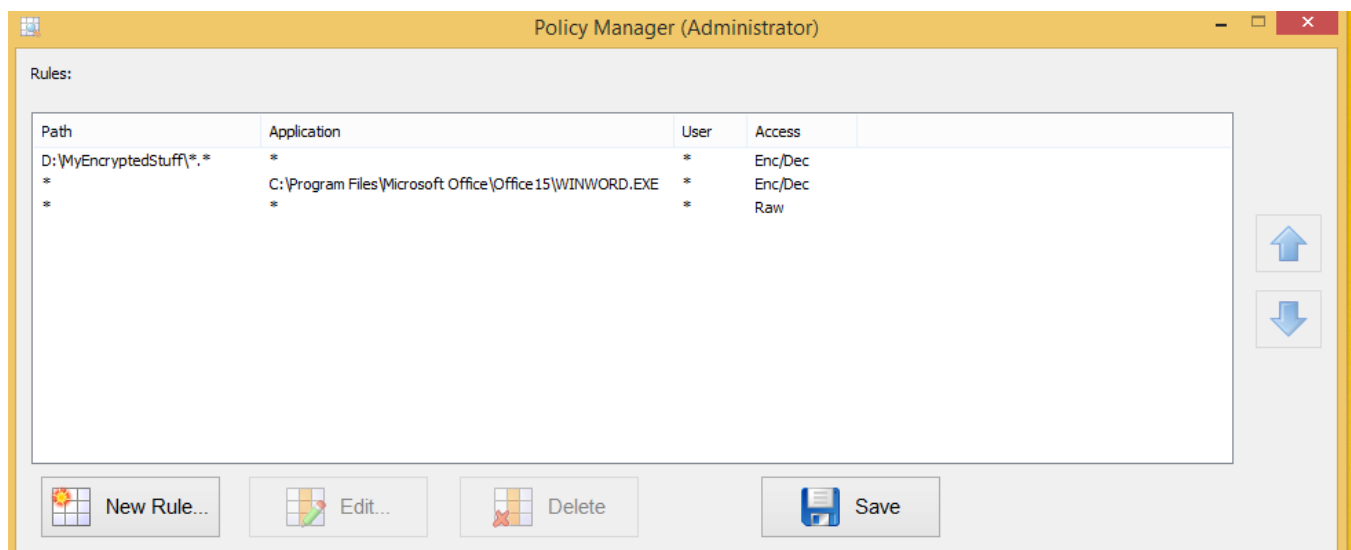 Policy Manager (Administrator)
Rules:
Path Application User Access
D:\MyEncryptedStuff\*.* * * Enc/Dec
* C:\Program Files\Microsoft Office\Office15\WINWORD.EXE * Enc/Dec
* * * Raw
New Rule... Edit... Delete Save